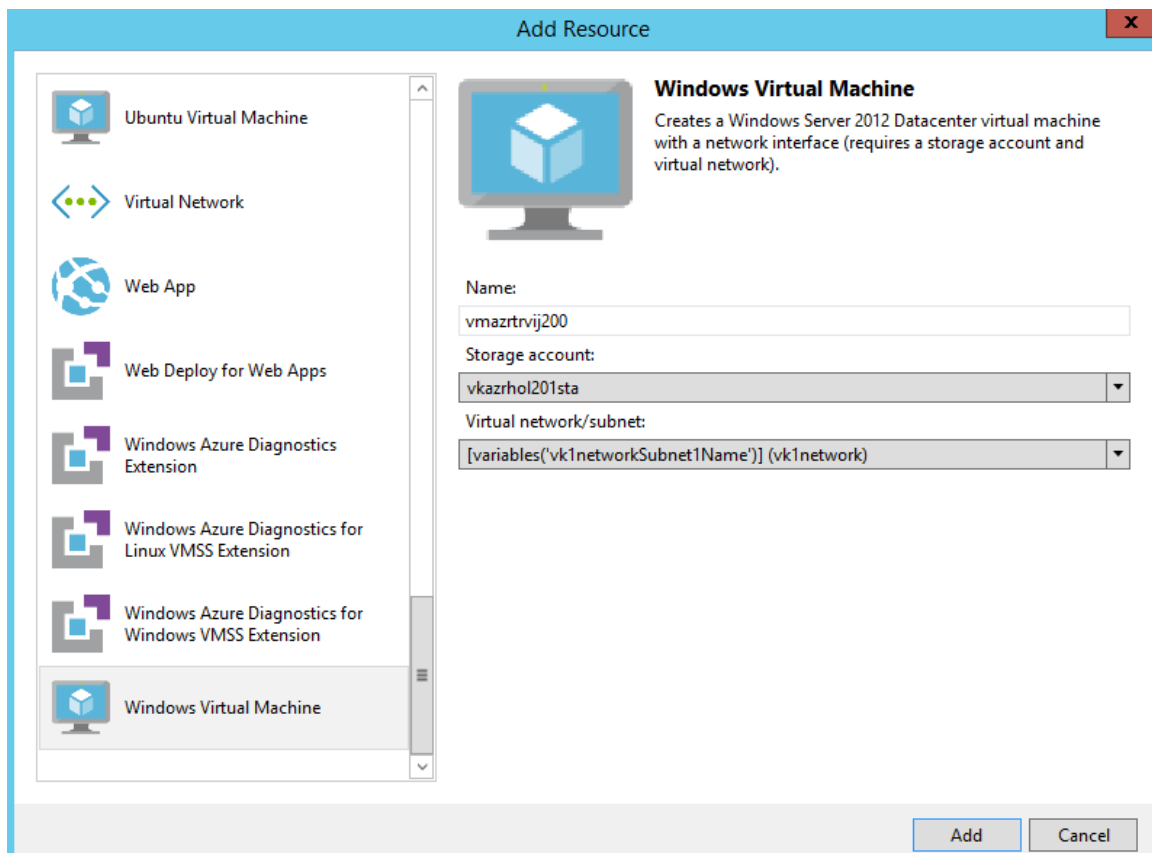 Add Resource
x
Ubuntu Virtual Machine
Virtual Network
Web App
Web Deploy for Web Apps
Windows Azure Diagnostics
Extension
Windows Azure Diagnostics for
Linux VMSS Extension
Windows Azure Diagnostics for
Windows VMSS Extension
Windows Virtual Machine
Windows Virtual Machine
Creates a Windows Server 2012 Datacenter virtual machine
with a network interface (requires a storage account and
virtual network).
Name:
vmazrtrvij200
Storage account:
vkazrhol201sta
Virtual network/subnet:
[variables('vk1networkSubnet1Name')] (vk1network)
Add
Cancel